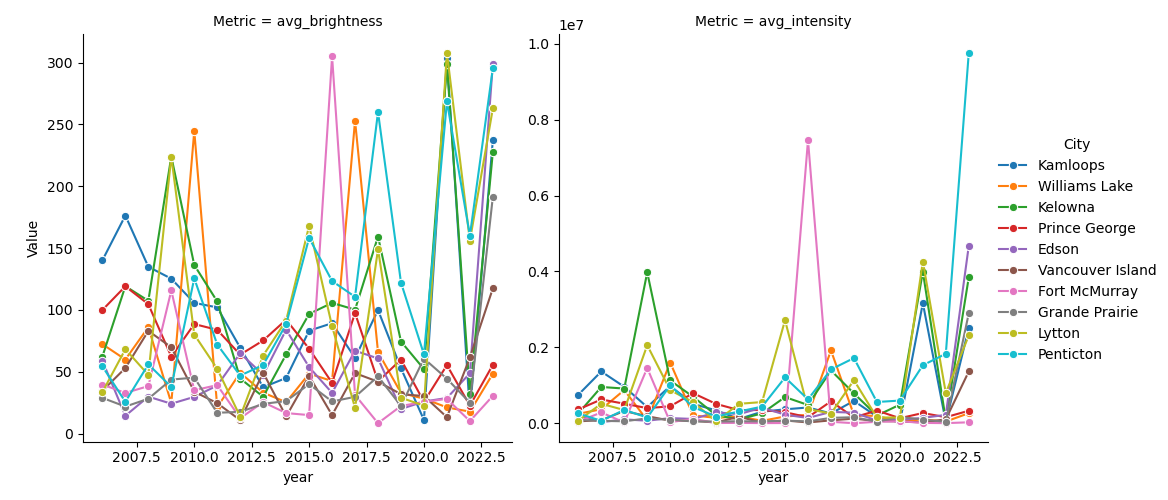 Metric = avg_brightness
Metric = avg_intensity
Value
300
250
200
150
100
50
0
2007.5 2010.0 2012.5 2015.0 2017.5 2020.0 2022.5
year
1e7
1.0
0.8
0.6
0.4
0.2
0.0
2007.5 2010.0 2012.5 2015.0 2017.5 2020.0 2022.5
year
City
Kamloops
Williams Lake
Kelowna
Prince George
Edson
Vancouver Island
Fort McMurray
Grande Prairie
Lytton
Penticton